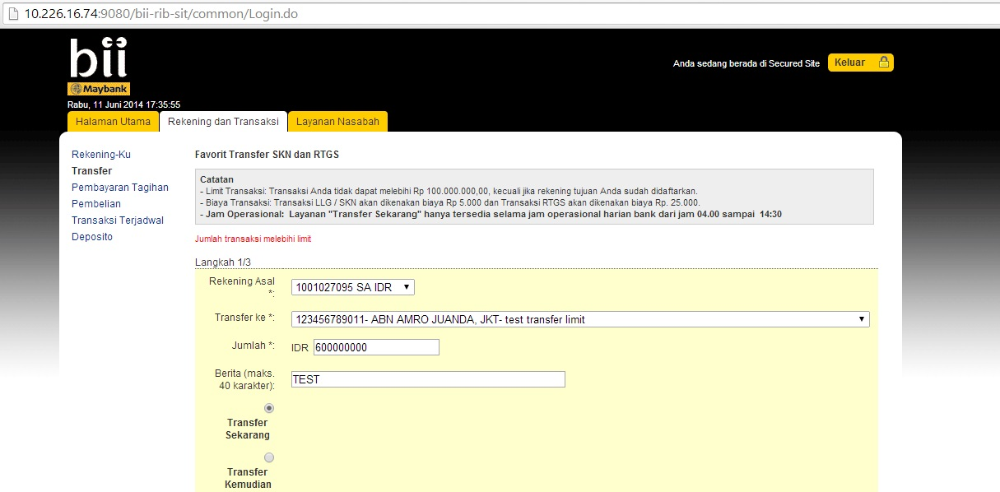 10.226.16.74:9080/bii-rib-sit/common/Login.do
bii
Maybank
Anda sedang berada di Secured Site
Keluar
Rabu, 11 Juni 2014 17:35:55
Halaman Utama
Rekening dan Transaksi
Layanan Nasabah
Rekening-Ku
Transfer
Pembayaran Tagihan
Pembelian
Transaksi Terjadwal
Deposito
Favorit Transfer SKN dan RTGS
Catatan
- Limit Transaksi: Transaksi Anda tidak dapat melebihi Rp 100.000.000,00, kecuali jika rekening tujuan Anda sudah didaftarkan.
- Biaya Transaksi: Transaksi LLG / SKN akan dikenakan biaya Rp 5.000 dan Transaksi RTGS akan dikenakan biaya Rp. 25.000.
- Jam Operasional: Layanan "Transfer Sekarang" hanya tersedia selama jam operasional harian bank dari jam 04.00 sampai 14:30
Jumlah transaksi melebihi limit
Langkah 1/3
Rekening Asal
*:
1001027095 SA IDR
Transfer ke *:
123456789011- ABN AMRO JUANDA, JKT- test transfer limit
Jumlah *:
IDR 600000000
Berita (maks.
40 karakter):
TEST
Transfer
Sekarang
Transfer
Kemudian